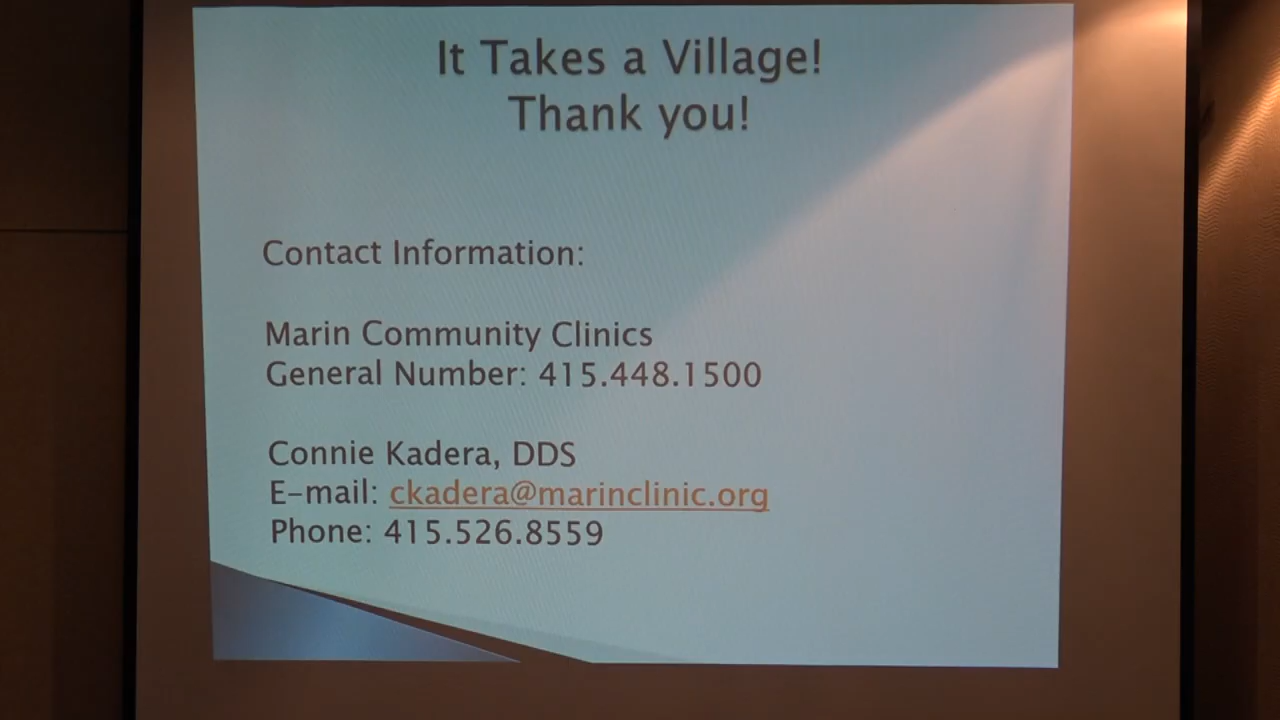 It Takes a Village!
Thank you!
Contact Information:
Marin Community Clinics
General Number: 415.448.1500
Connie Kadera, DDS
E-mail: ckadera@marinclinic.org
Phone: 415.526.8559